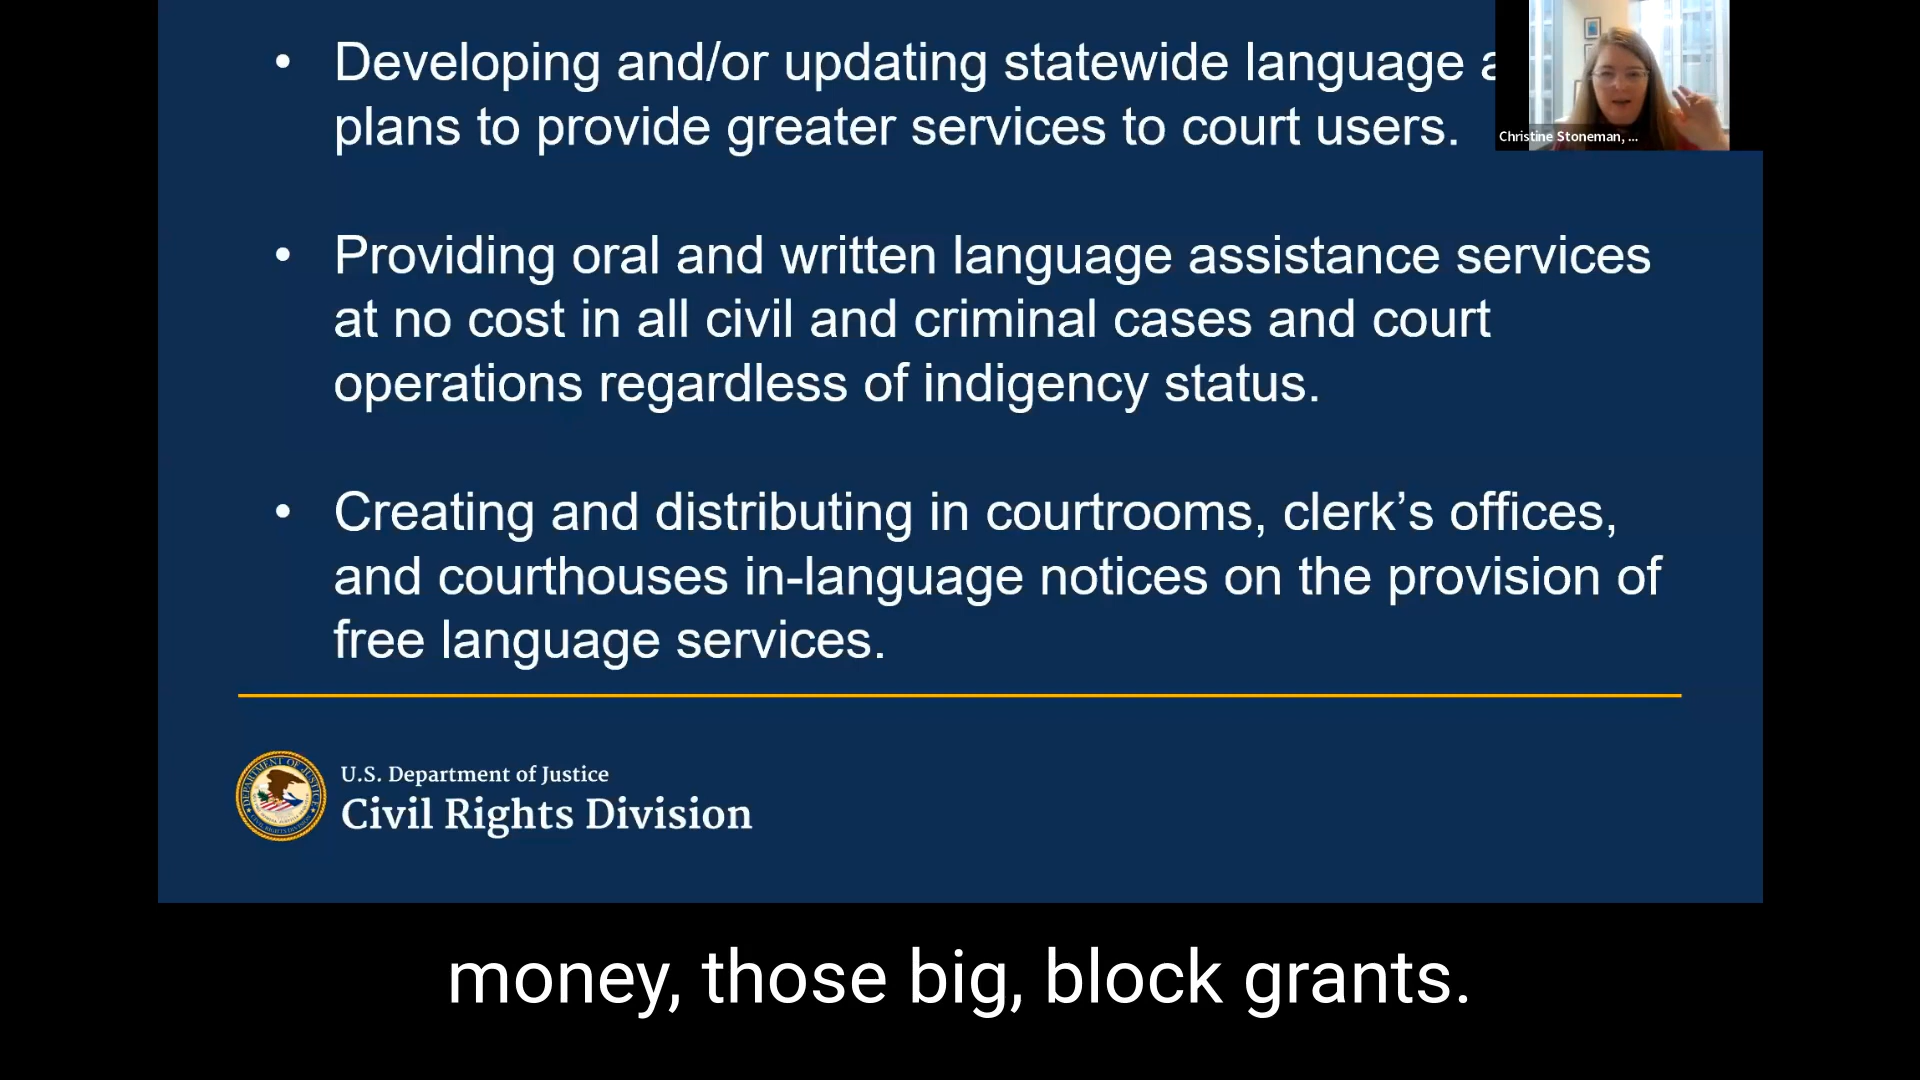 • Developing and/or updating statewide language
plans to provide greater services to court users.
Christine Stoneman, ...
• Providing oral and written language assistance services
at no cost in all civil and criminal cases and court
operations regardless of indigency status.
• Creating and distributing in courtrooms, clerk’s offices,
and courthouses in-language notices on the provision of
free language services.
U.S. Department of Justice
Civil Rights Division
money, those big, block grants.